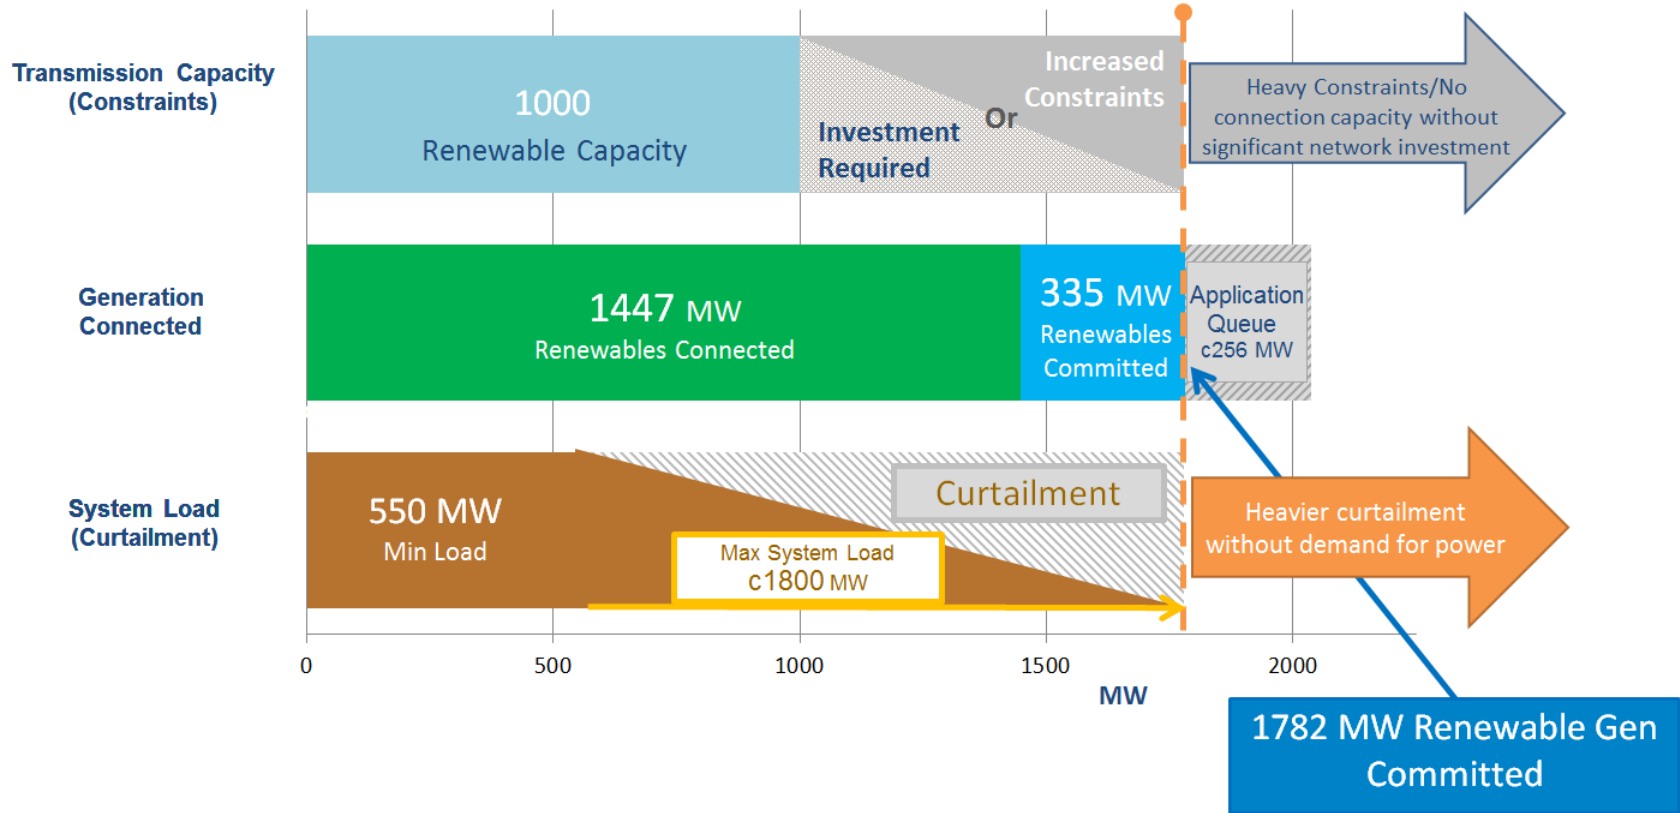 Transmission Capacity
(Constraints)
1000
Renewable Capacity
Increased
Constraints
Or
Investment
Required
Heavy Constraints/No
connection capacity without
significant network investment
Generation
Connected
1447 MW
Renewables Connected
335 MW
Renewables
Committed
Application
Queue
c256 MW
System Load
(Curtailment)
550 MW
Min Load
Curtailment
Max System Load
c1800 MW
Heavier curtailment
without demand for power
0
500
1000
1500
2000
MW
1782 MW Renewable Gen
Committed